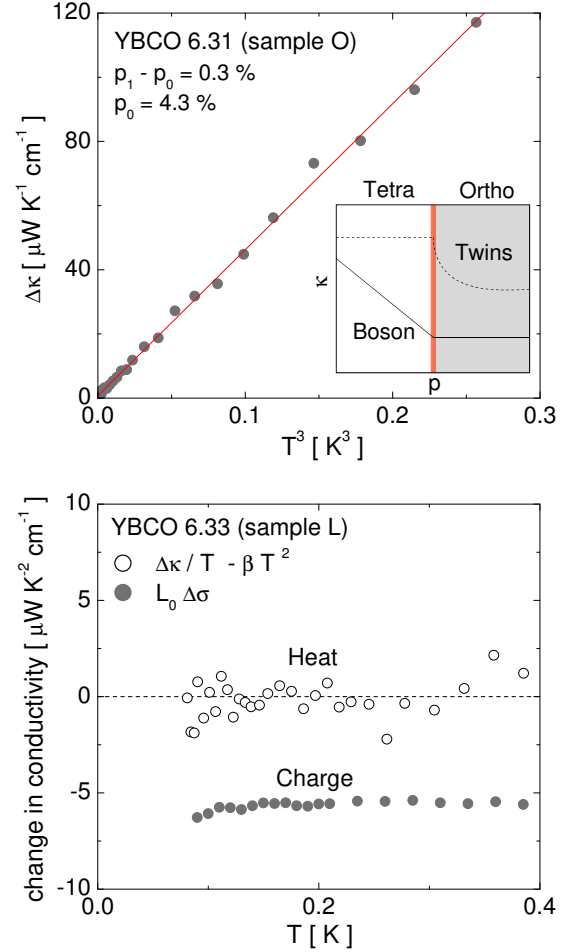 120
80
40
0
Δκ [ μW K⁻¹ cm⁻¹ ]
YBCO 6.31 (sample O)
p₁ - p₀ = 0.3 %
p₀ = 4.3 %
Tetra Ortho
Twins
κ
Boson
p
0.0 0.1 0.2 0.3
T³ [ K³ ]
10
5
0
-5
-10
change in conductivity [ μW K⁻² cm⁻¹ ]
YBCO 6.33 (sample L)
Δκ / T - β T²
L₀ Δσ
Heat
Charge
0.0 0.2 0.4
T [ K ]